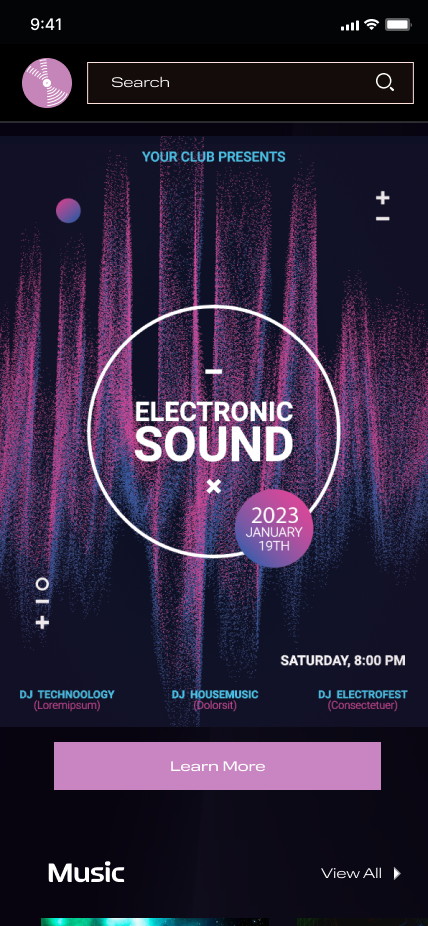 9:41
Search
YOUR CLUB PRESENTS
ELECTRONIC
SOUND
2023
JANUARY
19TH
SATURDAY, 8:00 PM
DJ TECHNOOLOGY
(Loremipsum)
DJ HOUSEMUSIC
(Dolorsit)
DJ ELECTROFEST
(Consectetuer)
Learn More
Music
View All